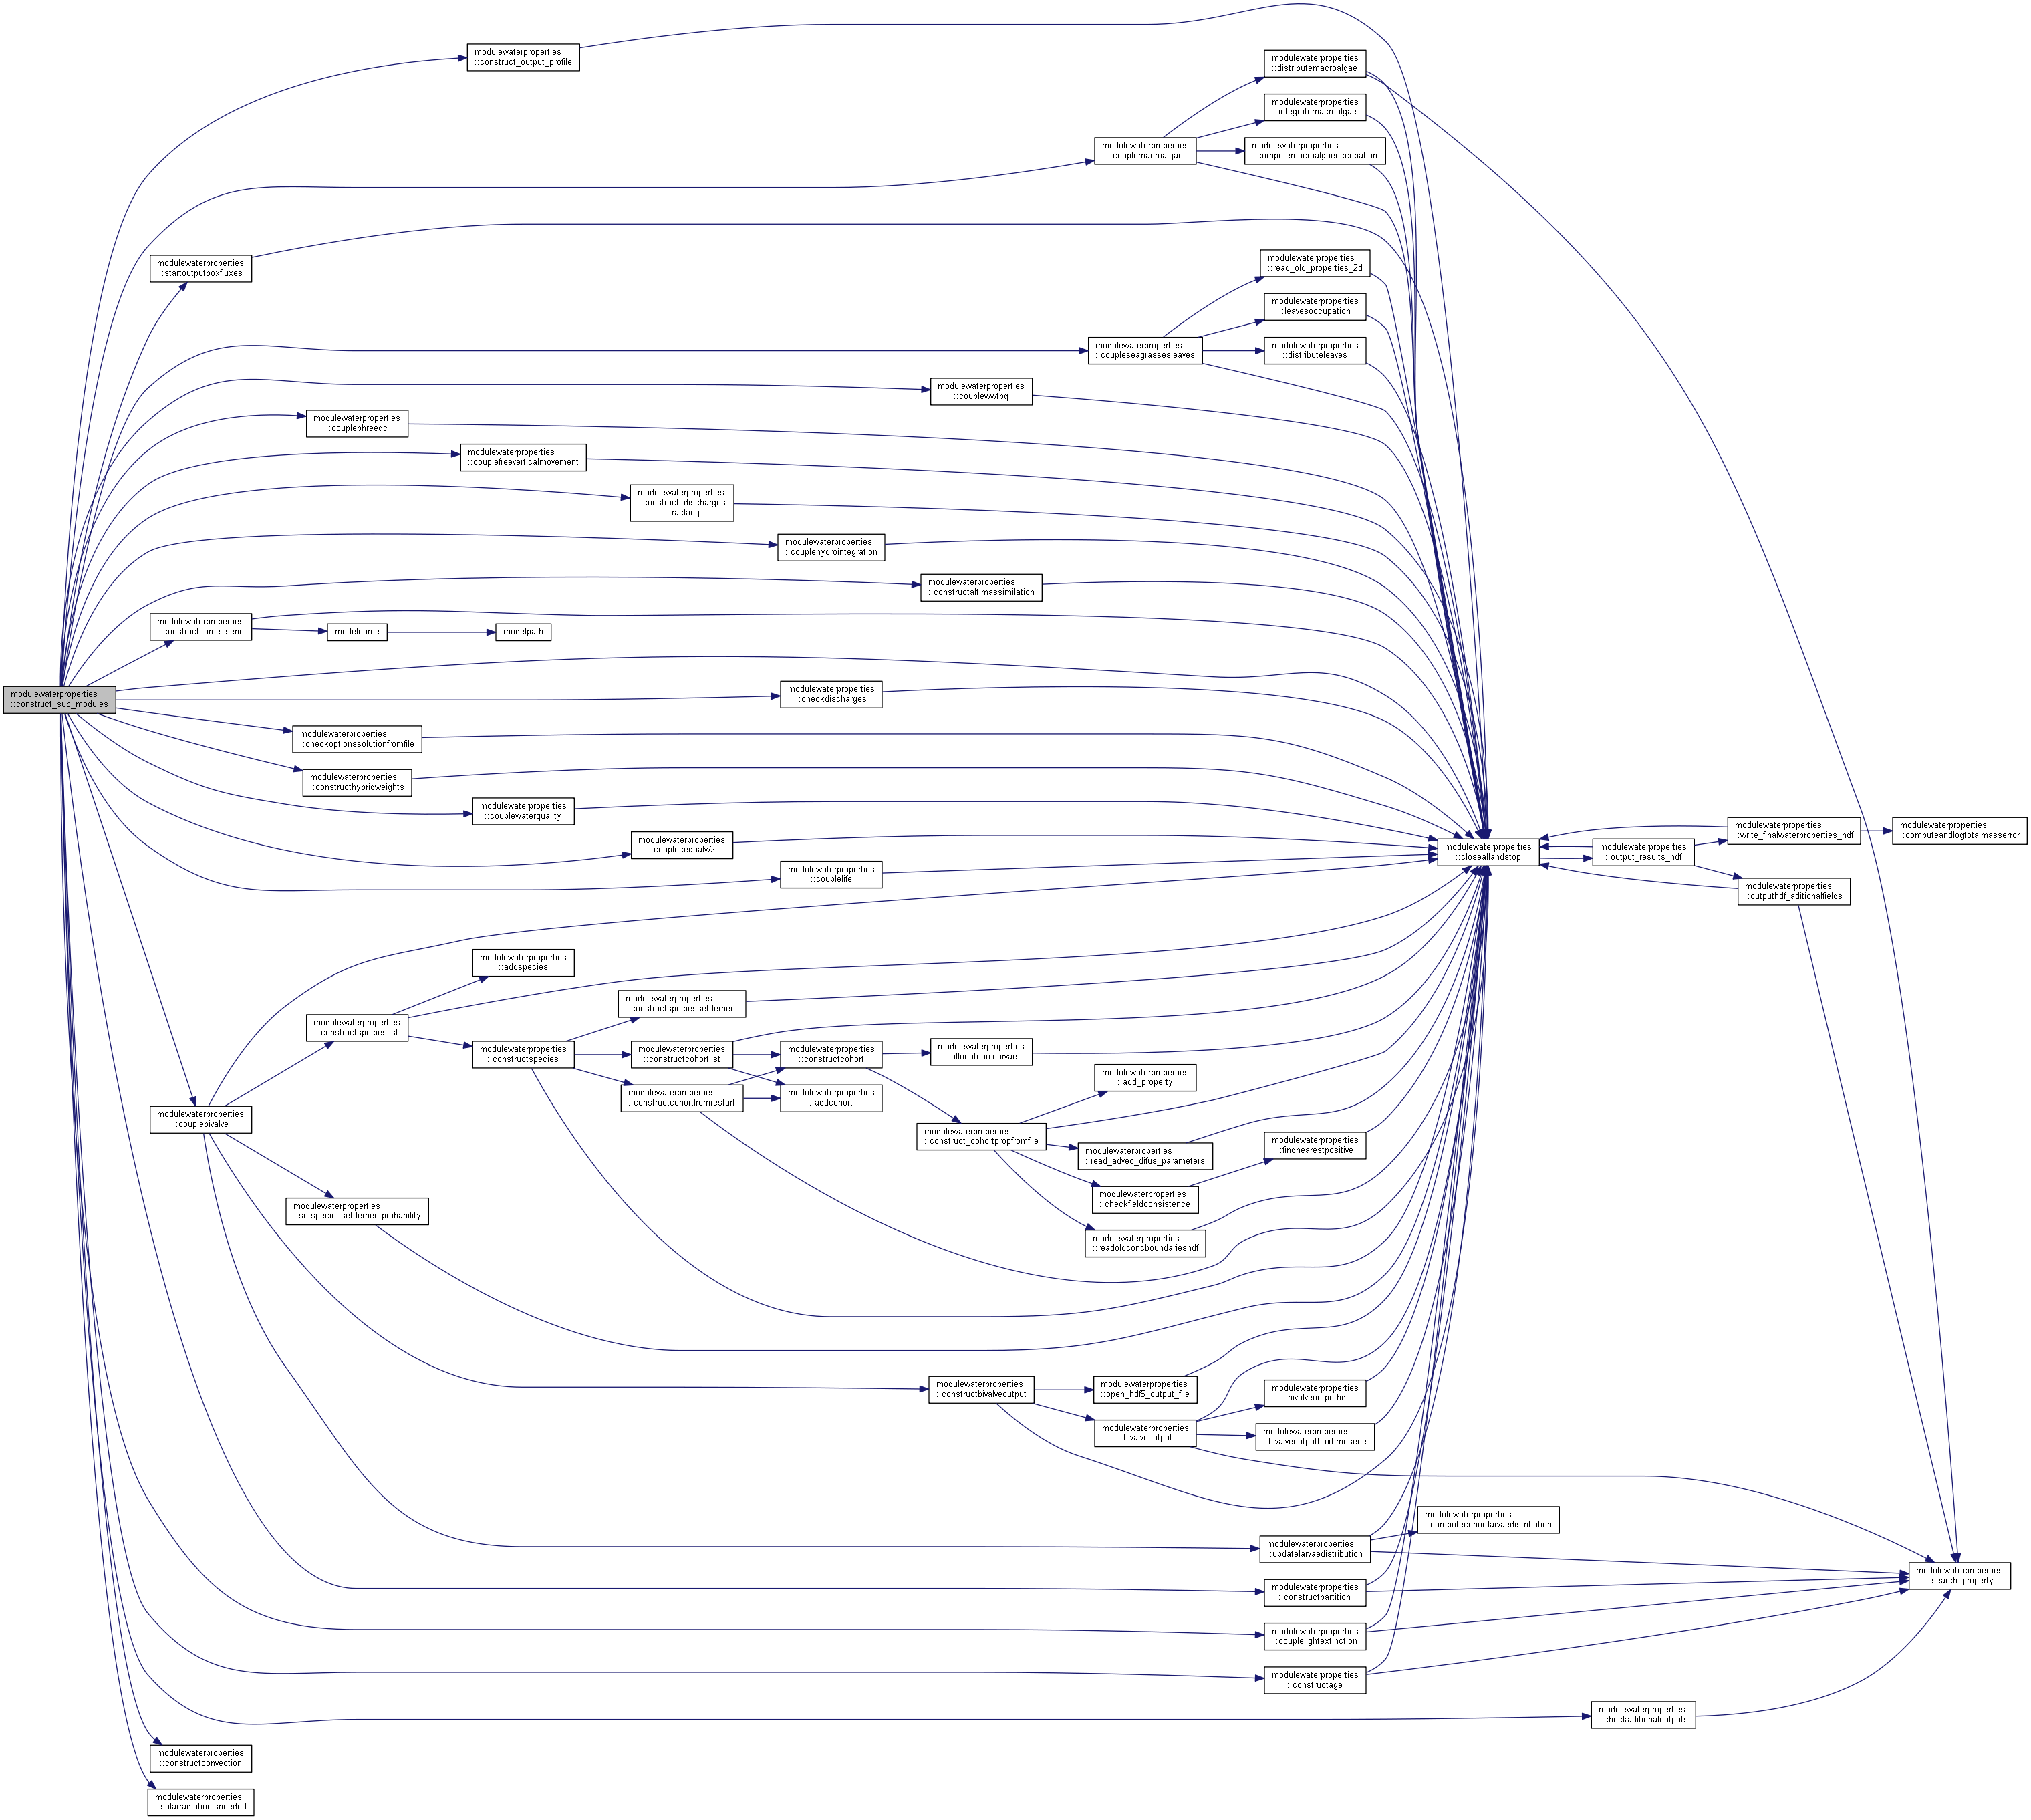 modulewaterproperties
::construct_output_profile
modulewaterproperties
::distributemacroalgae
modulewaterproperties
::integratemacroalgae
modulewaterproperties
::couplemacroalgae
modulewaterproperties
::computemacroalgaeoccupation
modulewaterproperties
::startoutputboxfluxes
modulewaterproperties
::read_old_properties_2d
modulewaterproperties
::leavesoccupation
modulewaterproperties
::coupleseagrassesleaves
modulewaterproperties
::distributeleaves
modulewaterproperties
::couplewwtpq
modulewaterproperties
::couplephreeqc
modulewaterproperties
::couplefreeverticalmovement
modulewaterproperties
::construct_discharges
_tracking
modulewaterproperties
::couplehydrointegration
modulewaterproperties
::constructaltimassimilation
modulewaterproperties
::construct_time_serie
modelname
modelpath
modulewaterproperties
::construct_sub_modules
modulewaterproperties
::checkdischarges
modulewaterproperties
::checkoptionssolutionfromfile
modulewaterproperties
::constructhybridweights
modulewaterproperties
::couplewaterquality
modulewaterproperties
::couplecequalw2
modulewaterproperties
::closeallandstop
modulewaterproperties
::output_results_hdf
modulewaterproperties
::write_finalwaterproperties_hdf
modulewaterproperties
::computeandlogtotalmasserror
modulewaterproperties
::couplelife
modulewaterproperties
::outputhdf_aditionalfields
modulewaterproperties
::addspecies
modulewaterproperties
::constructspeciessettlement
modulewaterproperties
::constructspecieslist
modulewaterproperties
::constructspecies
modulewaterproperties
::constructcohortlist
modulewaterproperties
::constructcohort
modulewaterproperties
::allocateauxlarvae
modulewaterproperties
::add_property
modulewaterproperties
::constructcohortfromrestart
modulewaterproperties
::addcohort
modulewaterproperties
::couplebivalve
modulewaterproperties
::construct_cohortpropfromfile
modulewaterproperties
::read_advec_difus_parameters
modulewaterproperties
::findnearestpositive
modulewaterproperties
::checkfieldconsistence
modulewaterproperties
::setspeciessettlementprobability
modulewaterproperties
::readoldconcboundarieshdf
modulewaterproperties
::constructbivalveoutput
modulewaterproperties
::open_hdf5_output_file
modulewaterproperties
::bivalveoutputhdf
modulewaterproperties
::bivalveoutput
modulewaterproperties
::bivalveoutputboxtimeserie
modulewaterproperties
::computecohortlarvaedistribution
modulewaterproperties
::updatelarvaedistribution
modulewaterproperties
::search_property
modulewaterproperties
::constructpartition
modulewaterproperties
::couplelightextinction
modulewaterproperties
::constructage
modulewaterproperties
::checkaditionaloutputs
modulewaterproperties
::constructconvection
modulewaterproperties
::solarradiationisneeded